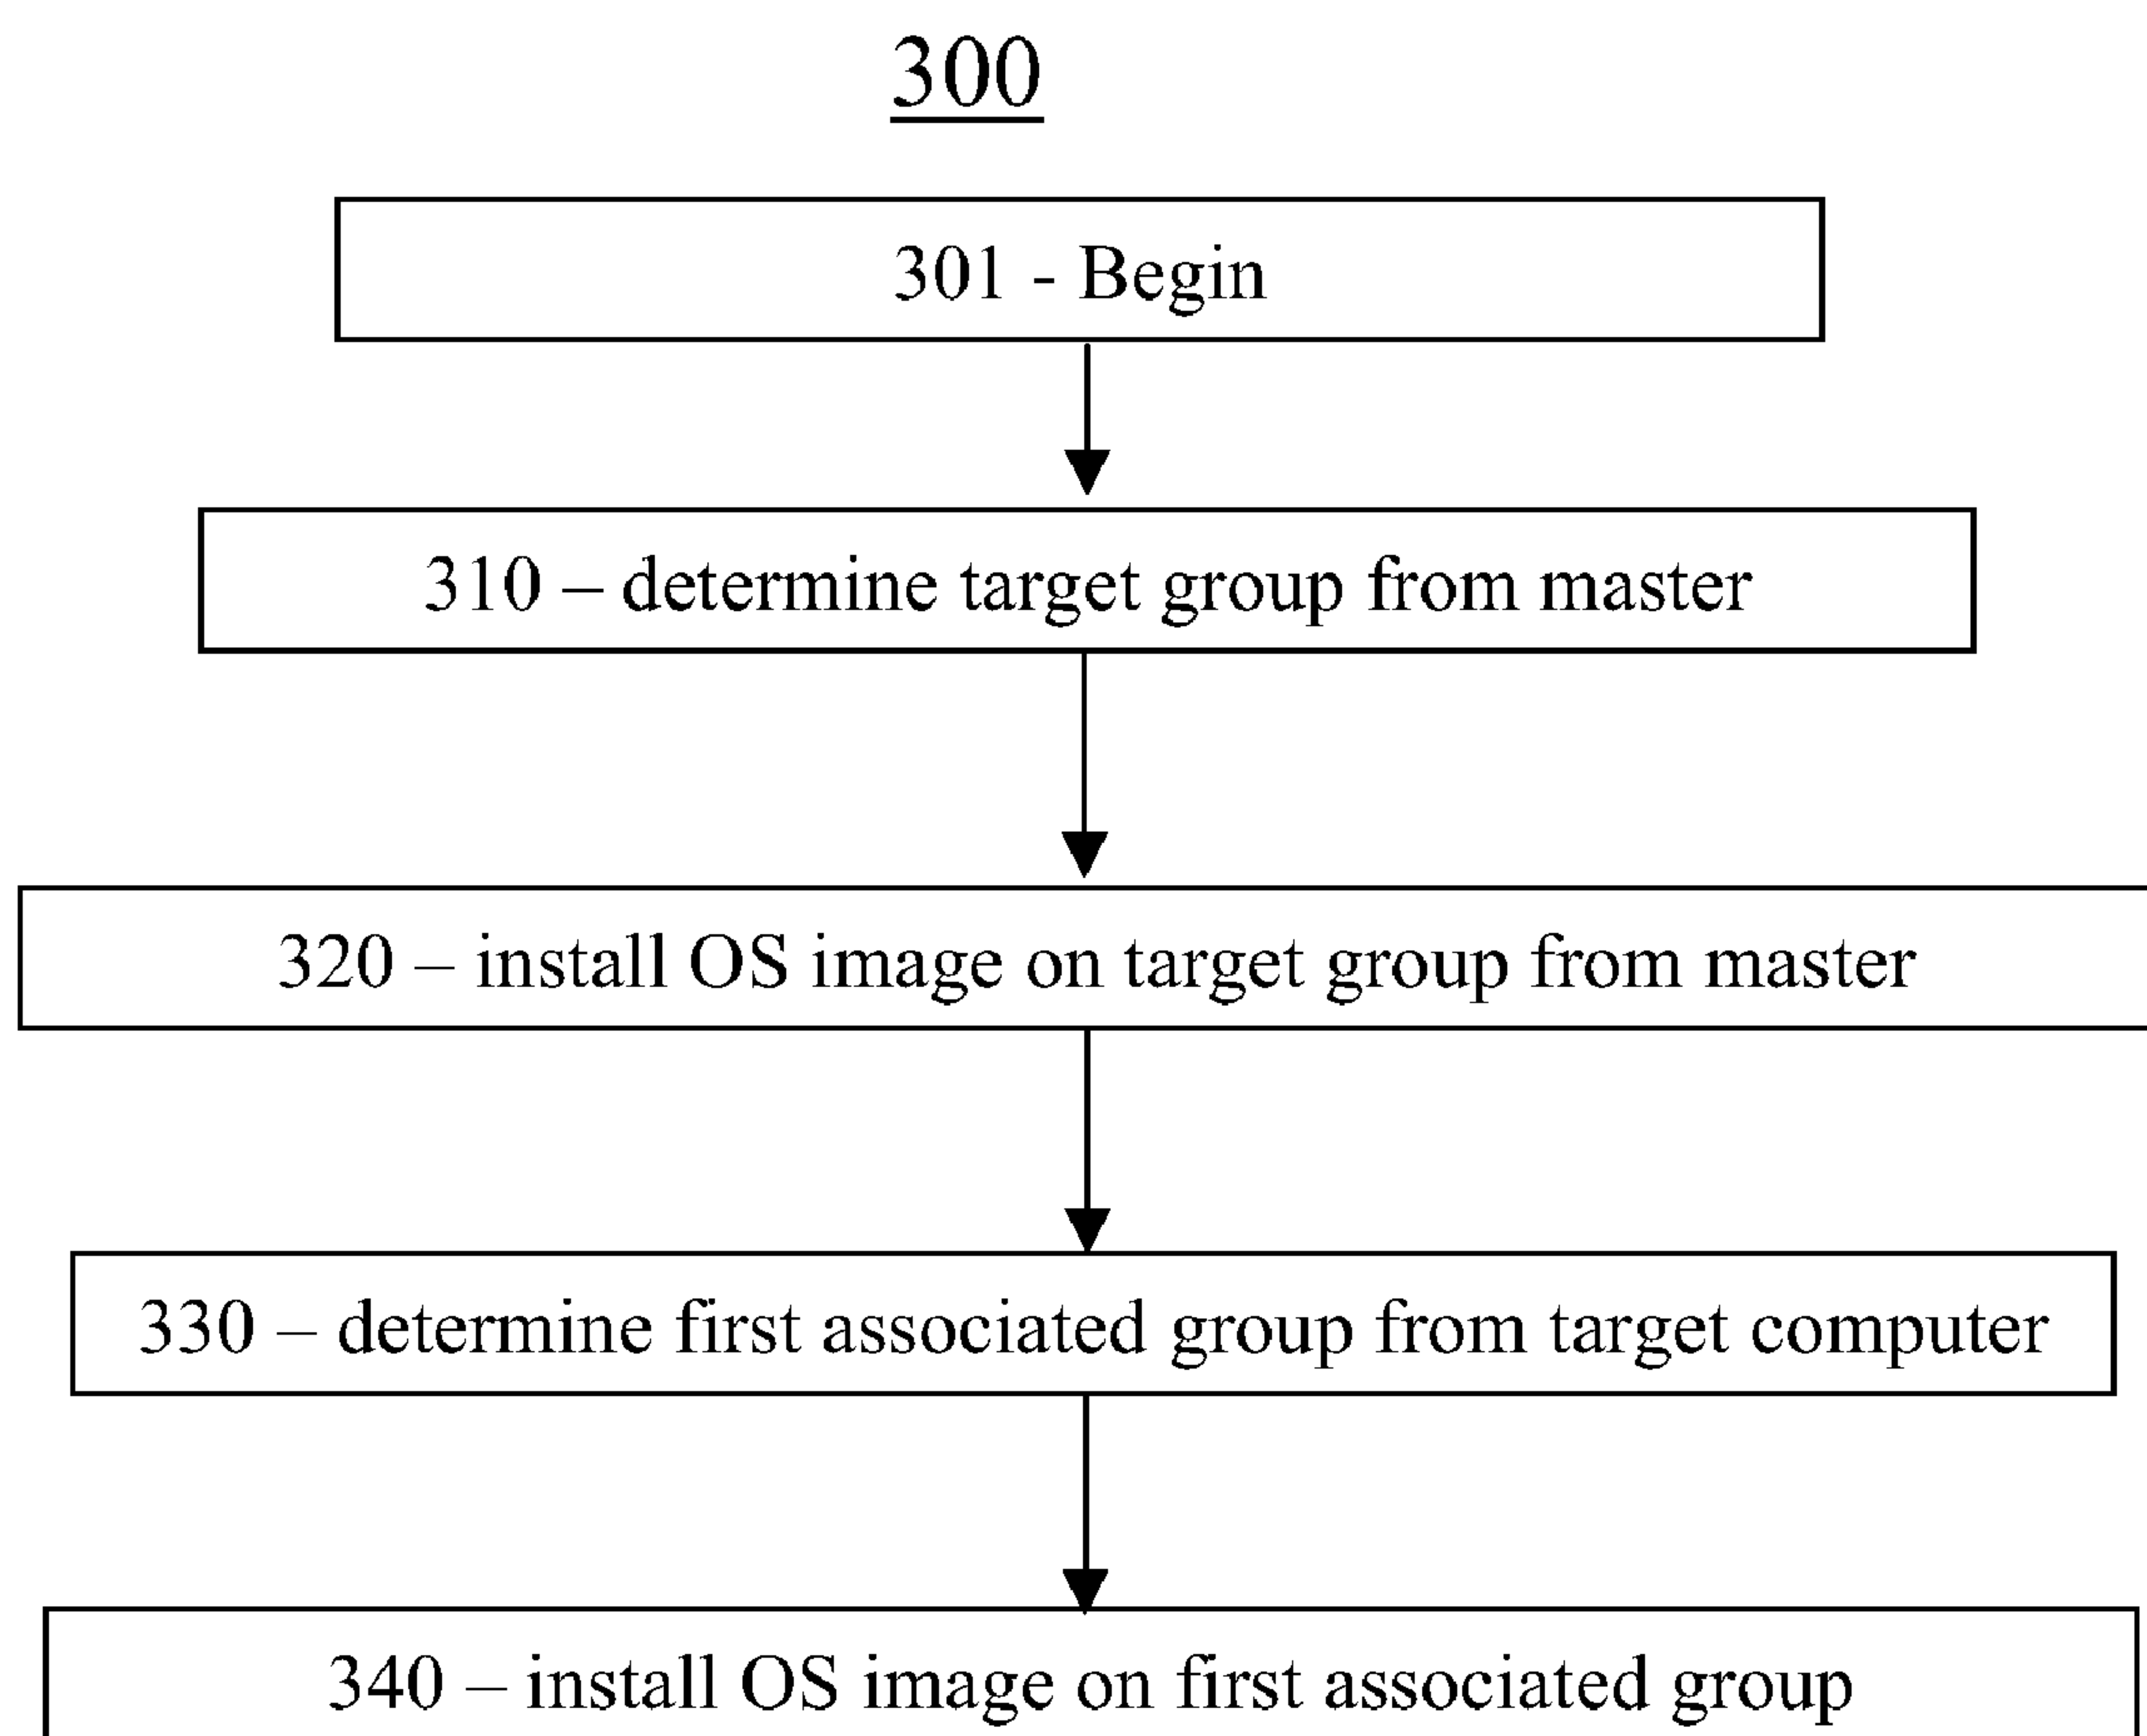 300
301 - Begin
310 – determine target group from master
320 – install OS image on target group from master
330 – determine first associated group from target computer
340 – install OS image on first associated group